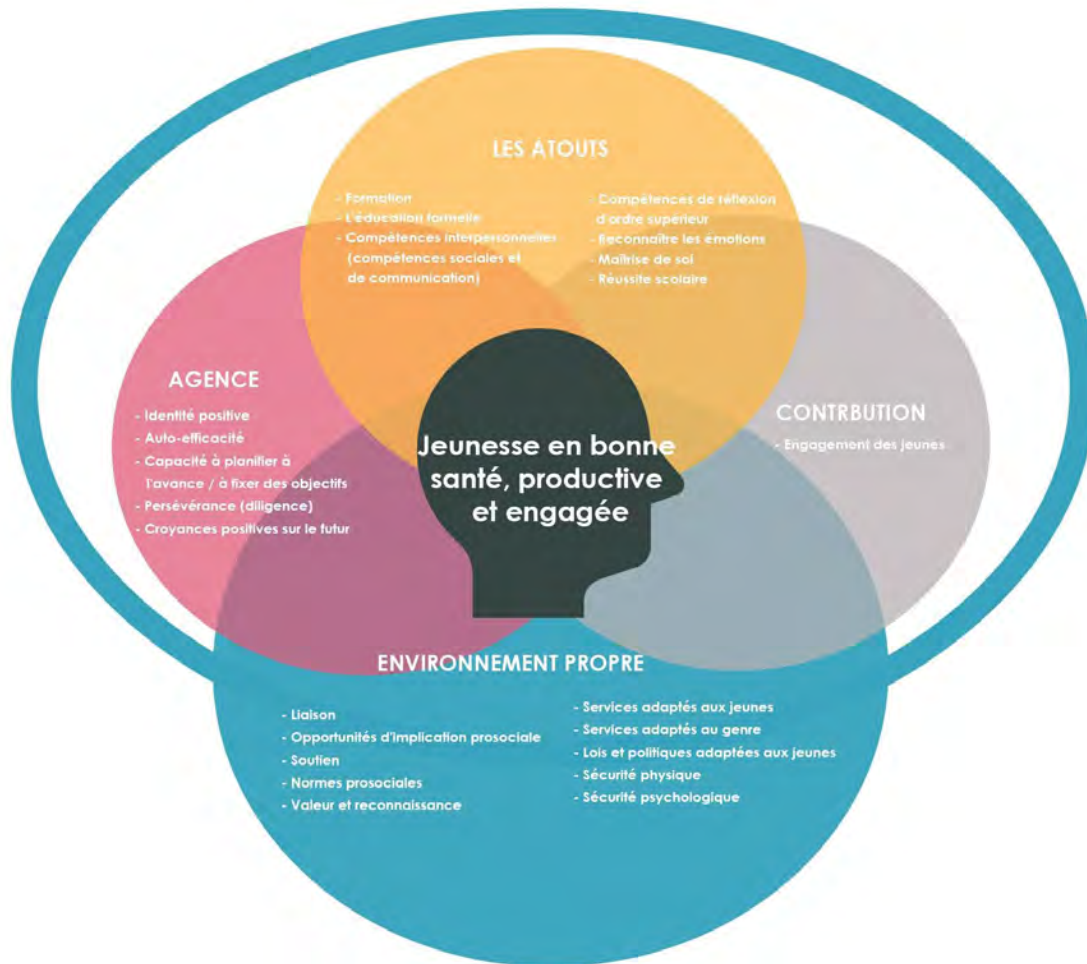 LES ATOUTS
- Formation
- L'éducation formelle
- Compétences interpersonnelles
(compétences sociales et
de communication)
- Compétences de réflexion
d'ordre supérieur
- Reconnaître les émotions
- Maîtrise de soi
- Réussite scolaire
AGENCE
- Identité positive
- Auto-efficacité
- Capacité à planifier à
l'avance / à fixer des objectifs
- Persévérance (diligence)
- Croyances positives sur le futur
Jeunesse en bonne
santé, productive
et engagée
CONTRBUTION
- Engagement des jeunes
ENVIRONNEMENT PROPRE
- Liaison
- Opportunités d'implication prosociale
- Soutien
- Normes prosociales
- Valeur et reconnaissance
- Services adaptés aux jeunes
- Services adaptés au genre
- Lois et politiques adaptées aux jeunes
- Sécurité physique
- Sécurité psychologique